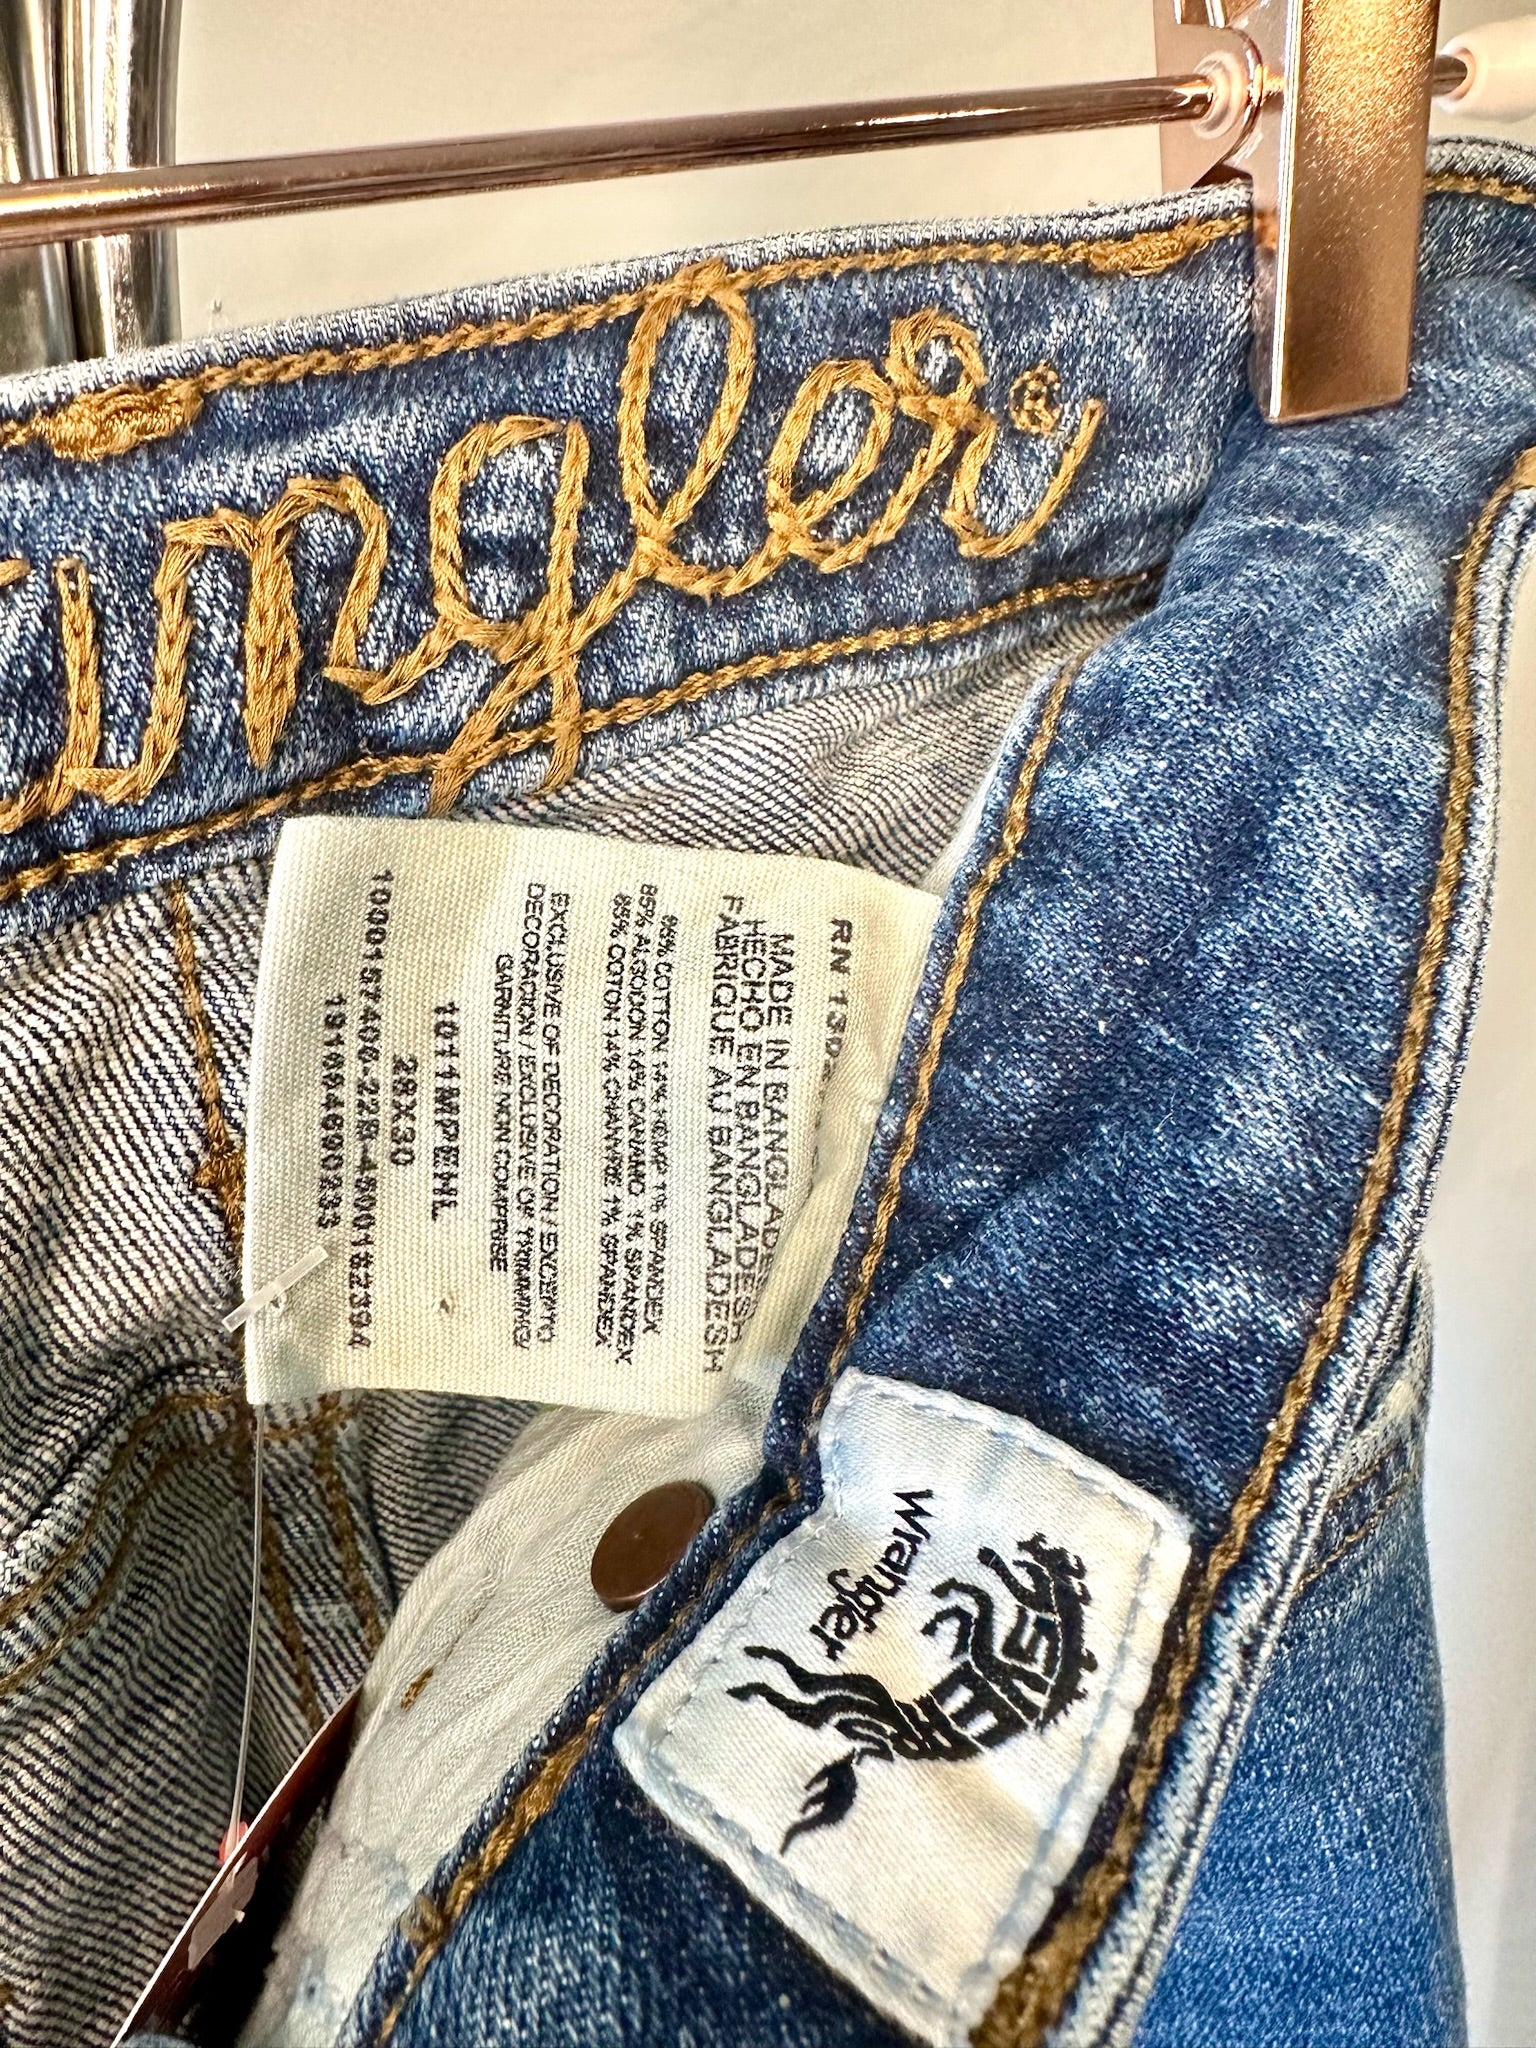 ingler®
RN 13
MADE IN BANGLADESH
HECHO EN BANGLADESH
FABRIQUE AU BANGLADESH
85% COTTON 14% HEMP 1% SPANDEX
85% ALGODON 14% CANAMO 1% SPANDEX
85% COTON 14% CHANVRE 1% SPANDEX
EXCLUSIVE OF DECORATION / EXCEPTO
DECORACION / EXCLUSIVE OF TRIMMING/
GARNITURE NON COMPRISE
1011MPEHL
28X30
Wrangler